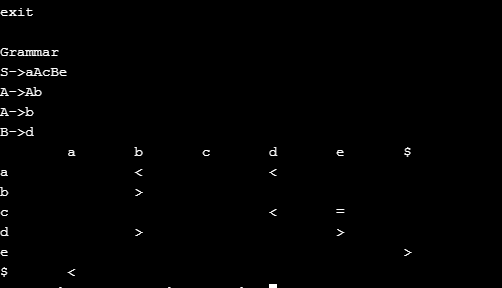 exit
Grammar
S->aAcBe
A->Ab
A->b
B->d
a b c d e $
a < <
b >
c < =
d > >
e >
$ <